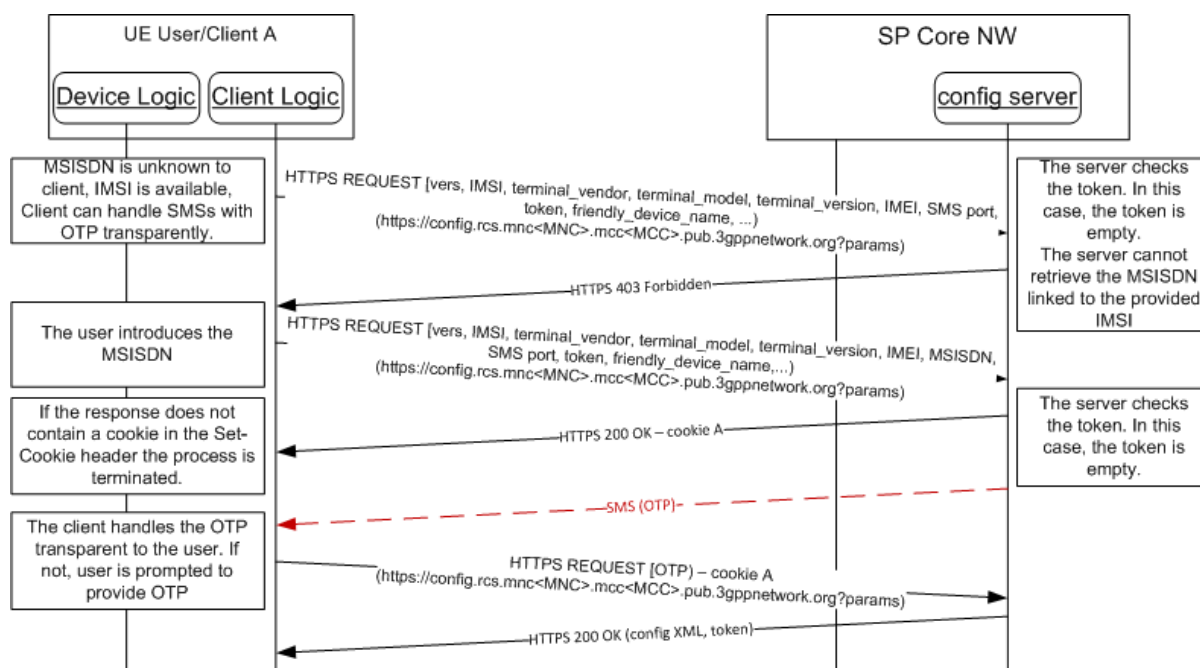 UE User/Client A
SP Core NW
Device Logic
Client Logic
config server
MSISDN is unknown to
client, IMSI is available,
Client can handle SMSs with
OTP transparently.
HTTPS REQUEST [vers, IMSI, terminal_vendor, terminal_model, terminal_version, IMEI, SMS port,
token, friendly_device_name, ...)
(https://config.rcs.mnc<MNC>.mcc<MCC>.pub.3gppnetwork.org?params)
The server checks
the token. In this
case, the token is
empty.
The server cannot
retrieve the MSISDN
linked to the provided
IMSI
HTTPS 403 Forbidden
The user introduces the
MSISDN
HTTPS REQUEST [vers, IMSI, terminal_vendor, terminal_model, terminal_version, IMEI, MSISDN,
SMS port, token, friendly_device_name,...)
(https://config.rcs.mnc<MNC>.mcc<MCC>.pub.3gppnetwork.org?params)
If the response does not
contain a cookie in the Set-
Cookie header the process is
terminated.
HTTPS 200 OK – cookie A
The server checks
the token. In this
case, the token is
empty.
SMS (OTP)
The client handles the OTP
transparent to the user. If
not, user is prompted to
provide OTP
HTTPS REQUEST [OTP) – cookie A
(https://config.rcs.mnc<MNC>.mcc<MCC>.pub.3gppnetwork.org?params)
HTTPS 200 OK (config XML, token)